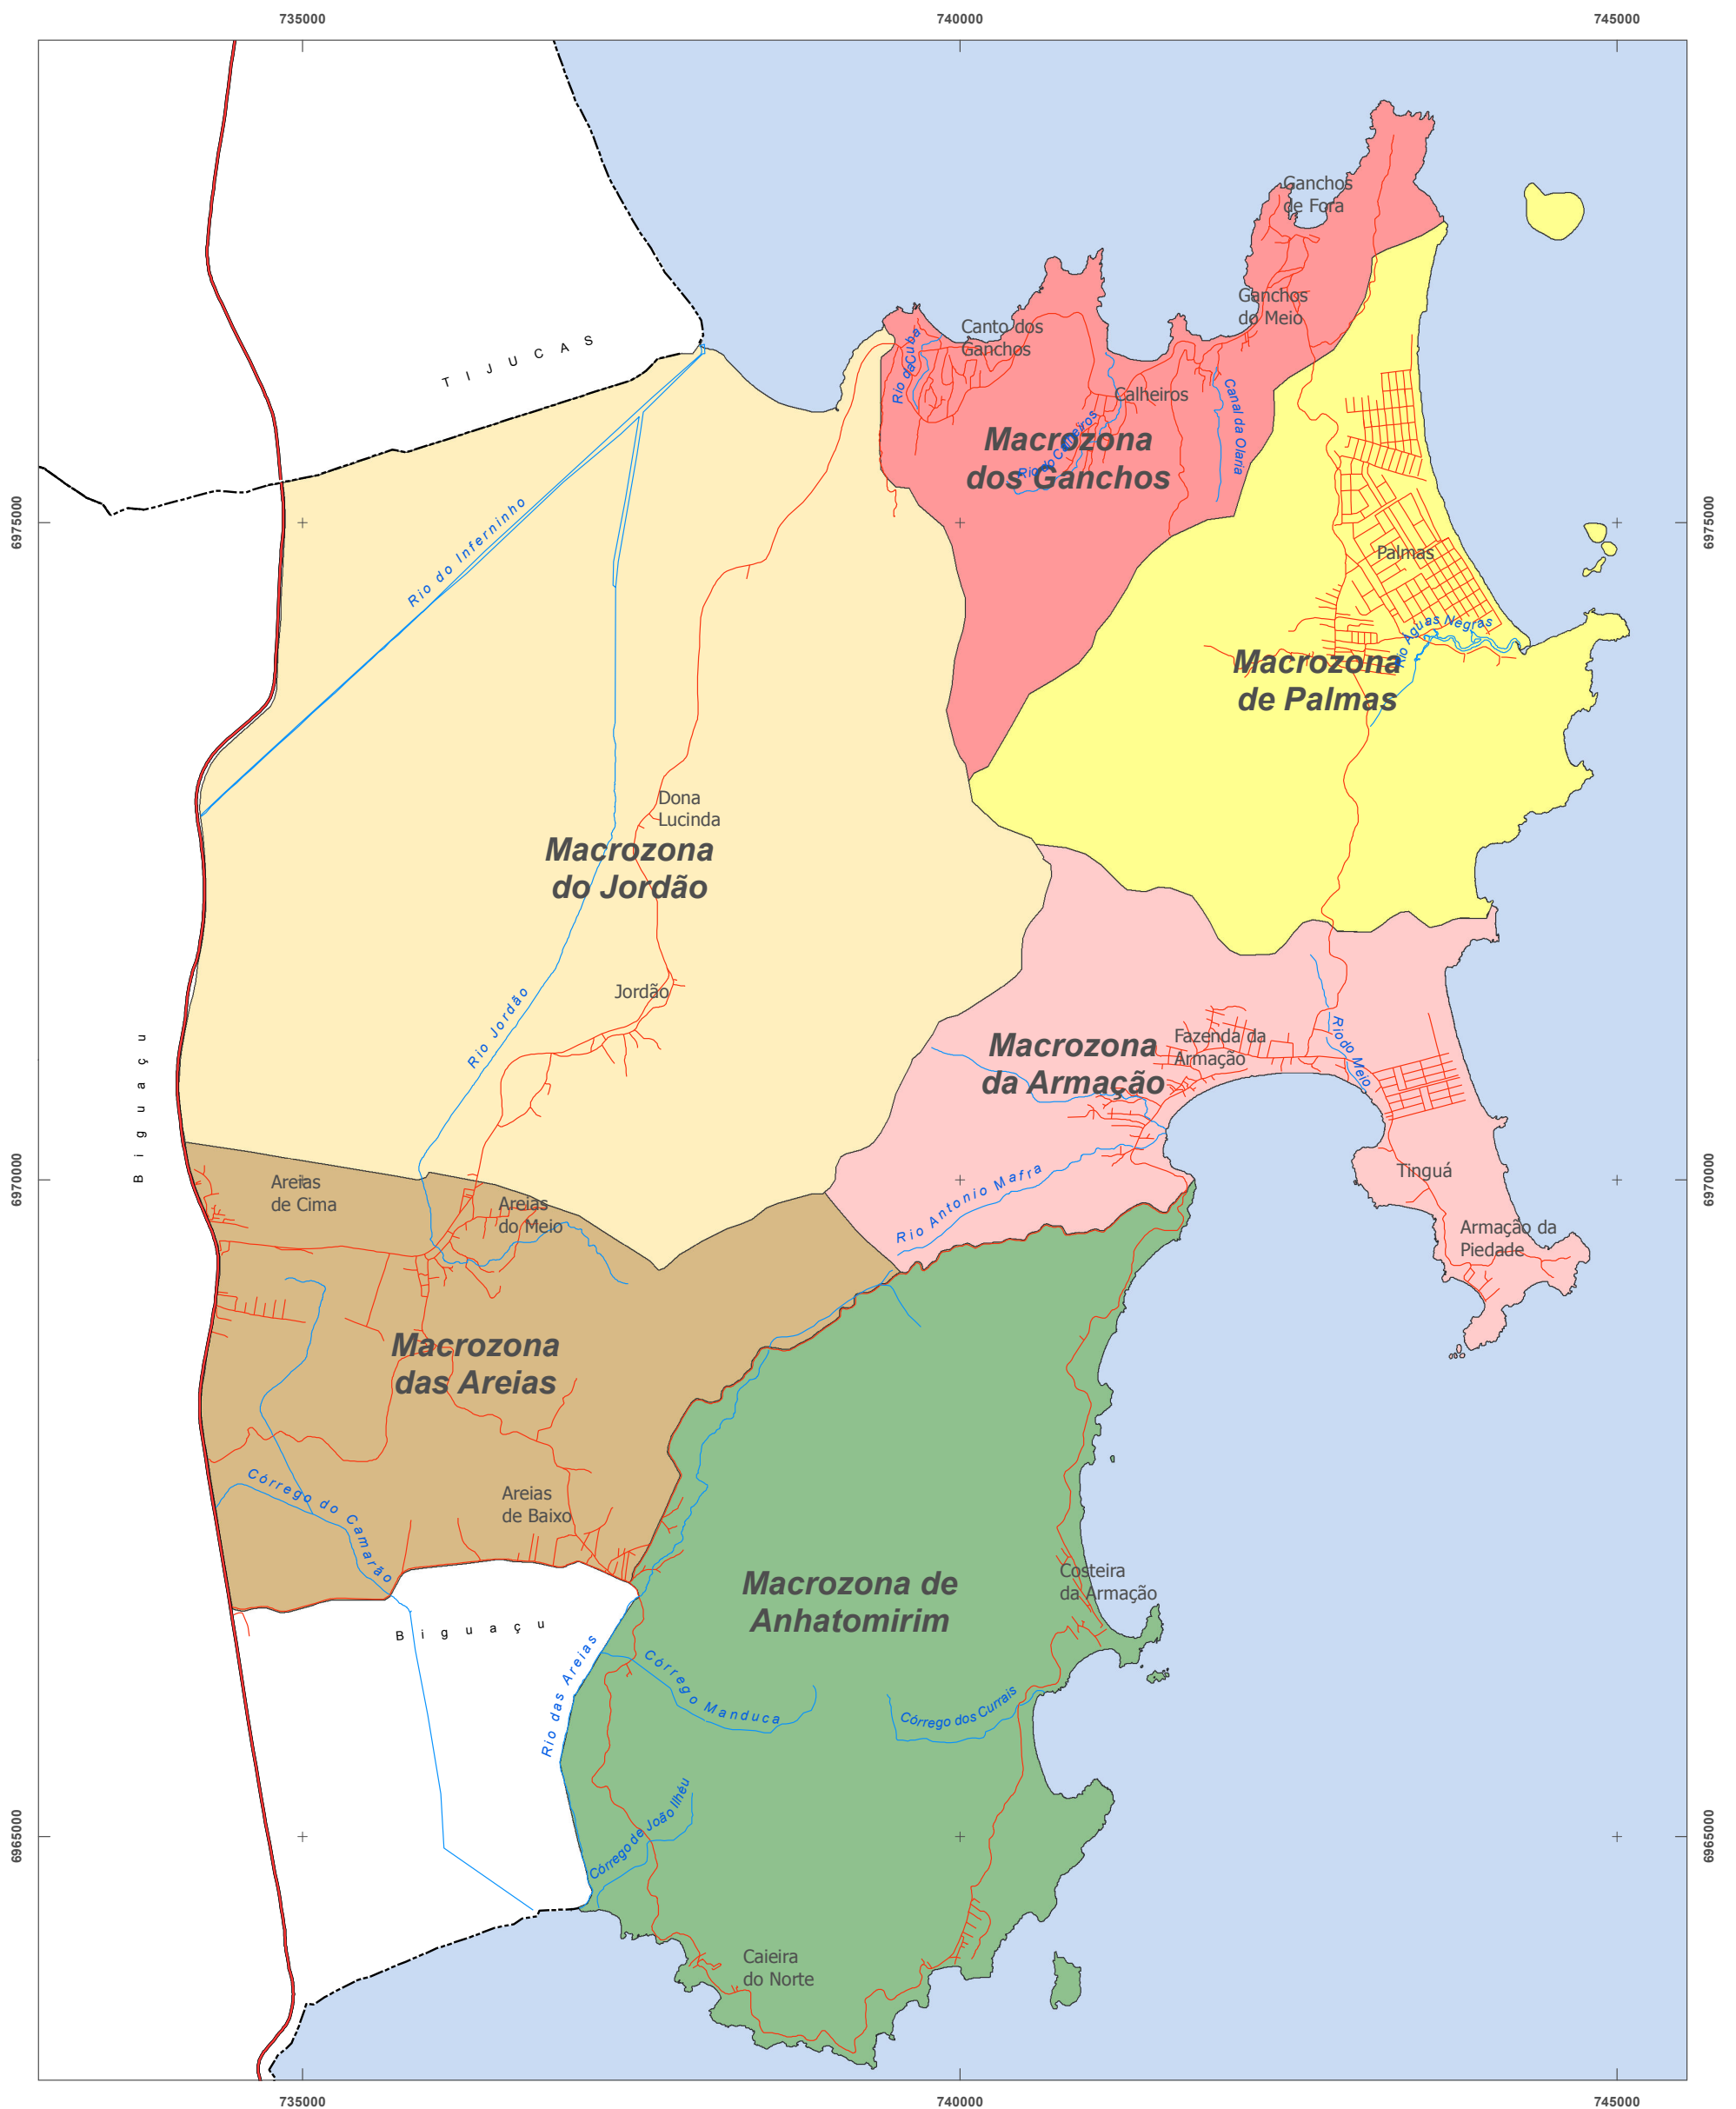 735000
740000
745000
Ganchos
de Fora
Ganchos
do Meio
Canto dos
Ganchos
TIJUCAS
Rio da Cuba
Calheiros
Canal da Olaria
Rio do Calheiros
Macrozona
dos Ganchos
6975000
6975000
Rio do Inferninho
Palmas
Rio Aguas Negras
Macrozona
de Palmas
Dona
Lucinda
Macrozona
do Jordão
Jordão
Rio Jordão
Biguaçu
Macrozona
da Armação
Fazenda da
Armação
Rio do Meio
Tinguá
6970000
6970000
Areias
de Cima
Areias
do Meio
Rio Antonio Mafra
Armação da
Piedade
Macrozona
das Areias
Córrego do Camarão
Areias
de Baixo
Macrozona de
Anhatomirim
Costeira
da Armação
Biguaçu
Rio das Areias
Córrego Manduca
Córrego dos Currais
Córrego de João Ilhéu
6965000
6965000
Caieira
do Norte
735000
740000
745000